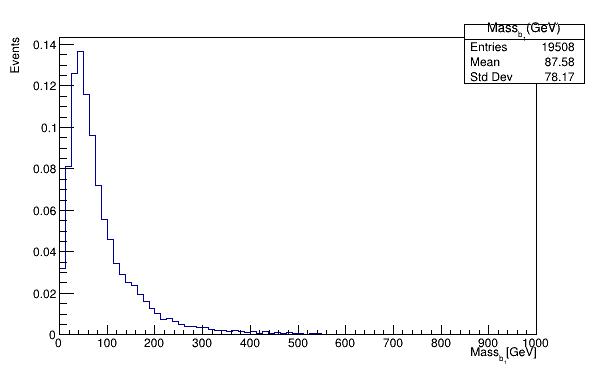 Mass_b_1(GeV)
Entries 19508
Mean 87.58
Std Dev 78.17
Events
0.14
0.12
0.1
0.08
0.06
0.04
0.02
0
0 100 200 300 400 500 600 700 800 900 1000
Mass_b_1[GeV]